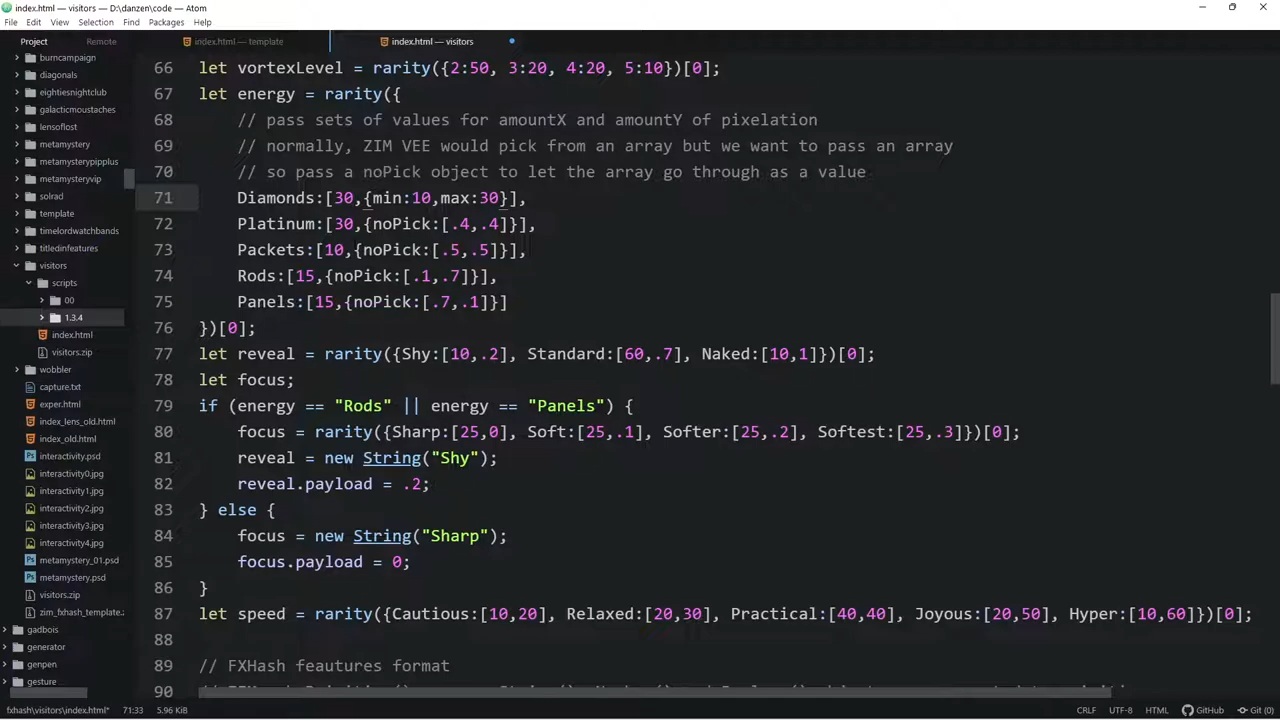 index.html — visitors — D:\danzen\code — Atom
File Edit View Selection Find Packages Help
Project Remote
index.html — template
index.html — visitors
burncampaign
diagonals
eightiesnightclub
galacticmoustaches
lensoflost
metamystery
metamysterypipplus
metamysteryvip
solrad
template
timelordwatchbands
titledinfeatures
visitors
scripts
00
1.3.4
index.html
visitors.zip
wobbler
capture.txt
exper.html
index_lens_old.html
index_old.html
interactivity.psd
interactivity0.jpg
interactivity1.jpg
interactivity2.jpg
interactivity3.jpg
interactivity4.jpg
metamystery_01.psd
metamystery.psd
visitors.zip
zim_fxhash_template.
gadbois
generator
genpen
gesture
66 let vortexLevel = rarity({2:50, 3:20, 4:20, 5:10})[0];
67 let energy = rarity({
68 // pass sets of values for amountX and amountY of pixelation
69 // normally, ZIM VEE would pick from an array but we want to pass an array
70 // so pass a noPick object to let the array go through as a value
71 Diamonds:[30,{min:10,max:30}],
72 Platinum:[30,{noPick:[.4,.4]}],
73 Packets:[10,{noPick:[.5,.5]}],
74 Rods:[15,{noPick:[.1,.7]}],
75 Panels:[15,{noPick:[.7,.1]}]
76 })[0];
77 let reveal = rarity({Shy:[10,.2], Standard:[60,.7], Naked:[10,1]})[0];
78 let focus;
79 if (energy == "Rods" || energy == "Panels") {
80 focus = rarity({Sharp:[25,0], Soft:[25,.1], Softer:[25,.2], Softest:[25,.3]})[0];
81 reveal = new String("Shy");
82 reveal.payload = .2;
83 } else {
84 focus = new String("Sharp");
85 focus.payload = 0;
86 }
87 let speed = rarity({Cautious:[10,20], Relaxed:[20,30], Practical:[40,40], Joyous:[20,50], Hyper:[10,60]})[0];
88
89 // FXHash feautures format
90
fxhash\visitors\index.html* 71:33 5.96 KiB CRLF UTF-8 HTML GitHub Git (0)